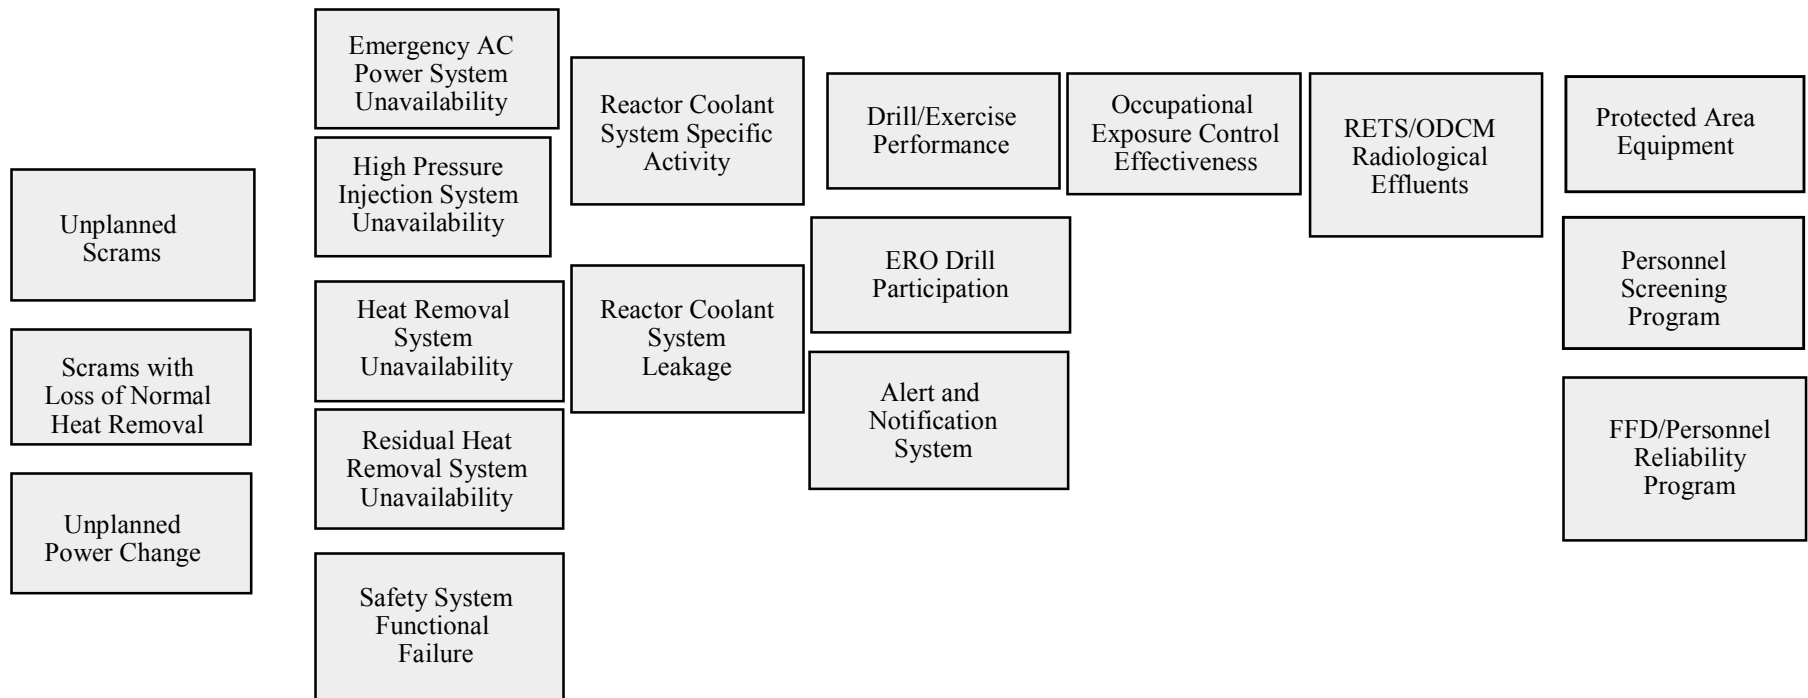 Unplanned
Scrams
Scrams with
Loss of Normal
Heat Removal
Unplanned
Power Change
Emergency AC
Power System
Unavailability
High Pressure
Injection System
Unavailability
Heat Removal
System
Unavailability
Residual Heat
Removal System
Unavailability
Safety System
Functional
Failure
Reactor Coolant
System Specific
Activity
Reactor Coolant
System
Leakage
Drill/Exercise
Performance
ERO Drill
Participation
Alert and
Notification
System
Occupational
Exposure Control
Effectiveness
RETS/ODCM
Radiological
Effluents
Protected Area
Equipment
Personnel
Screening
Program
FFD/Personnel
Reliability
Program